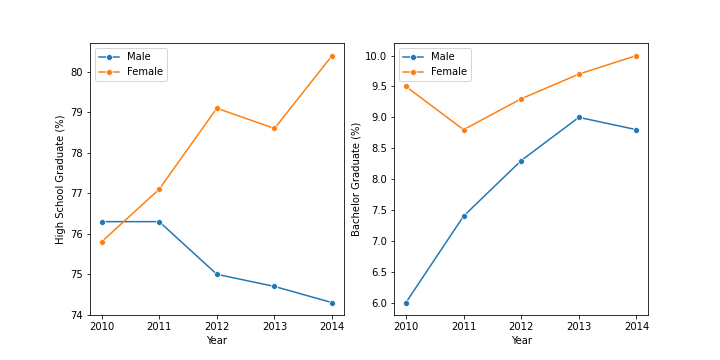 Male
Female
80
79
78
77
76
75
74
High School Graduate (%)
2010 2011 2012 2013 2014
Year
Male
Female
10.0
9.5
9.0
8.5
8.0
7.5
7.0
6.5
6.0
Bachelor Graduate (%)
2010 2011 2012 2013 2014
Year